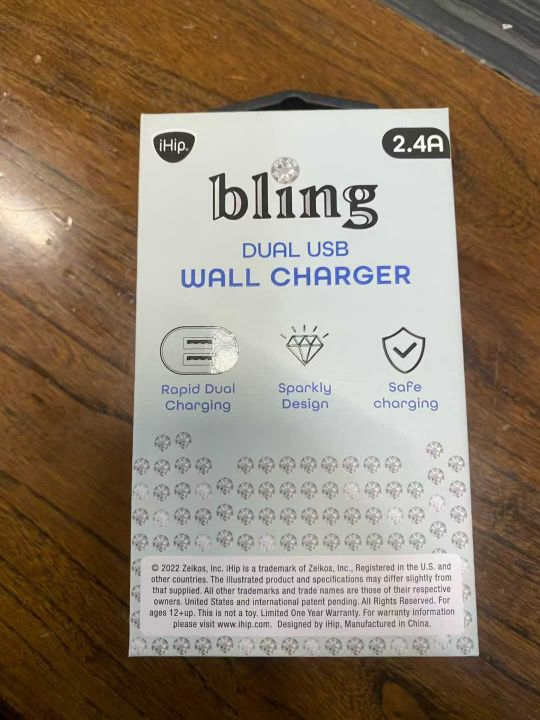 iHip®
2.4A
bling
DUAL USB
WALL CHARGER
Rapid Dual
Charging
Sparkly
Design
Safe
charging
© 2022 Zeikos, Inc. iHip is a trademark of Zeikos, Inc., Registered in the U.S. and
other countries. The illustrated product and specifications may differ slightly from
that supplied. All other trademarks and trade names are those of their respective
owners. United States and international patent pending. All Rights Reserved. For
ages 12+up. This is not a toy. Limited One Year Warranty. For warranty information
please visit www.ihip.com. Designed by iHip, Manufactured in China.